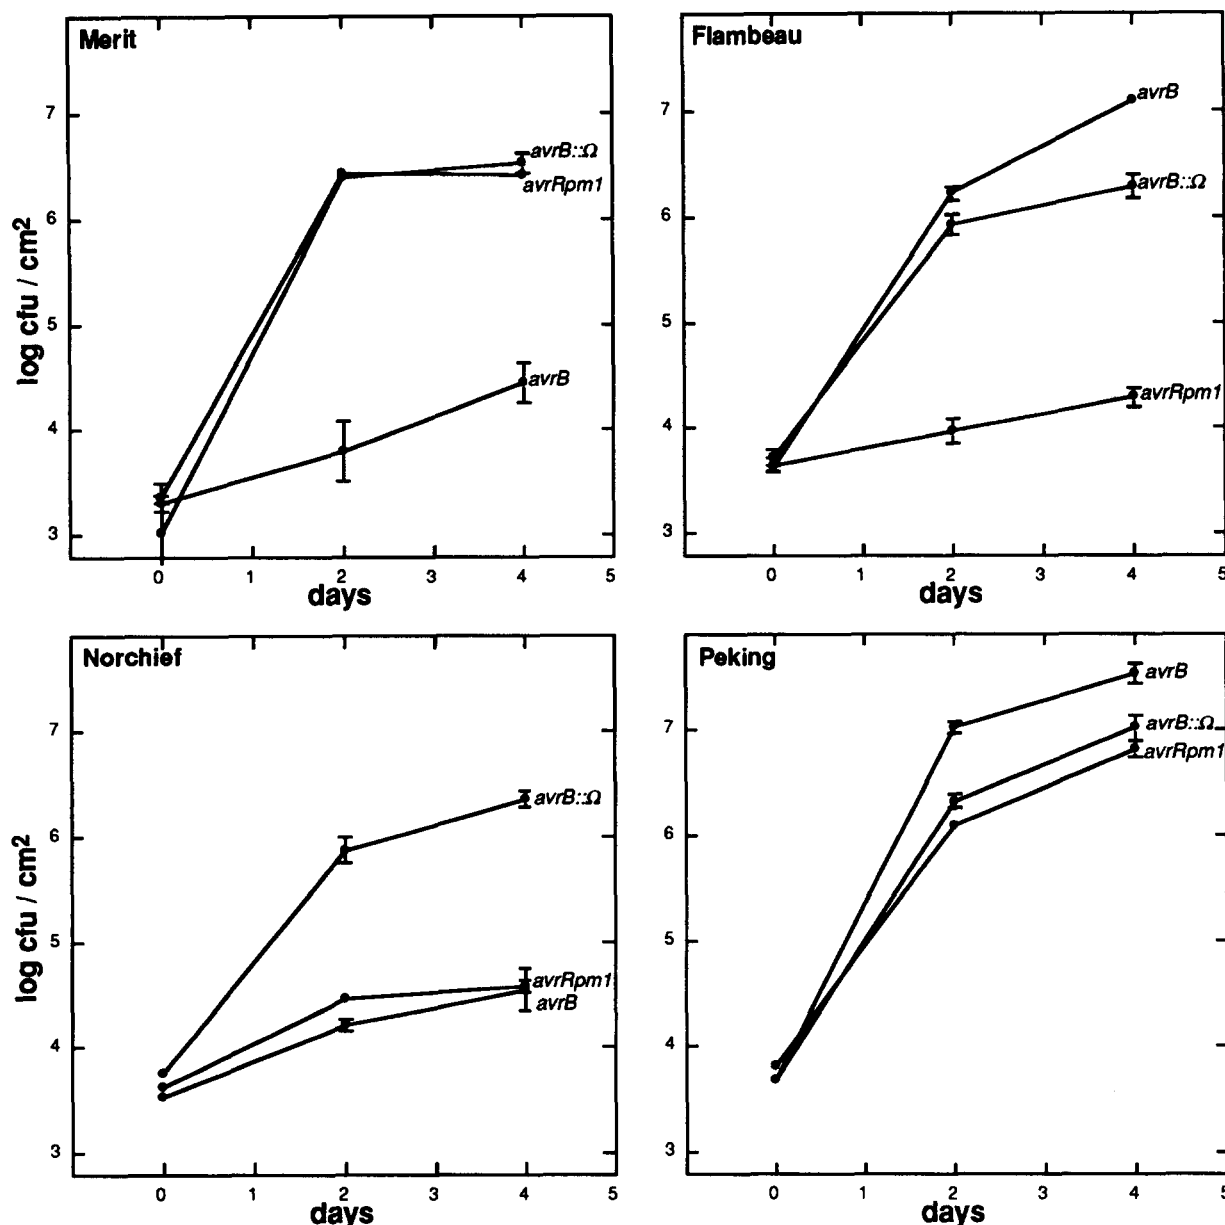 Merit
7
6
5
4
3
log cfu / cm2
avrB::Ω
avrRpm1
avrB
0 1 2 3 4 5
days
Flambeau
7
6
5
4
3
avrB
avrB::Ω
avrRpm1
0 1 2 3 4 5
days
Norchief
7
6
5
4
3
log cfu / cm2
avrB::Ω
avrRpm1
avrB
0 1 2 3 4 5
days
Peking
7
6
5
4
3
avrB
avrB::Ω
avrRpm1
0 1 2 3 4 5
days